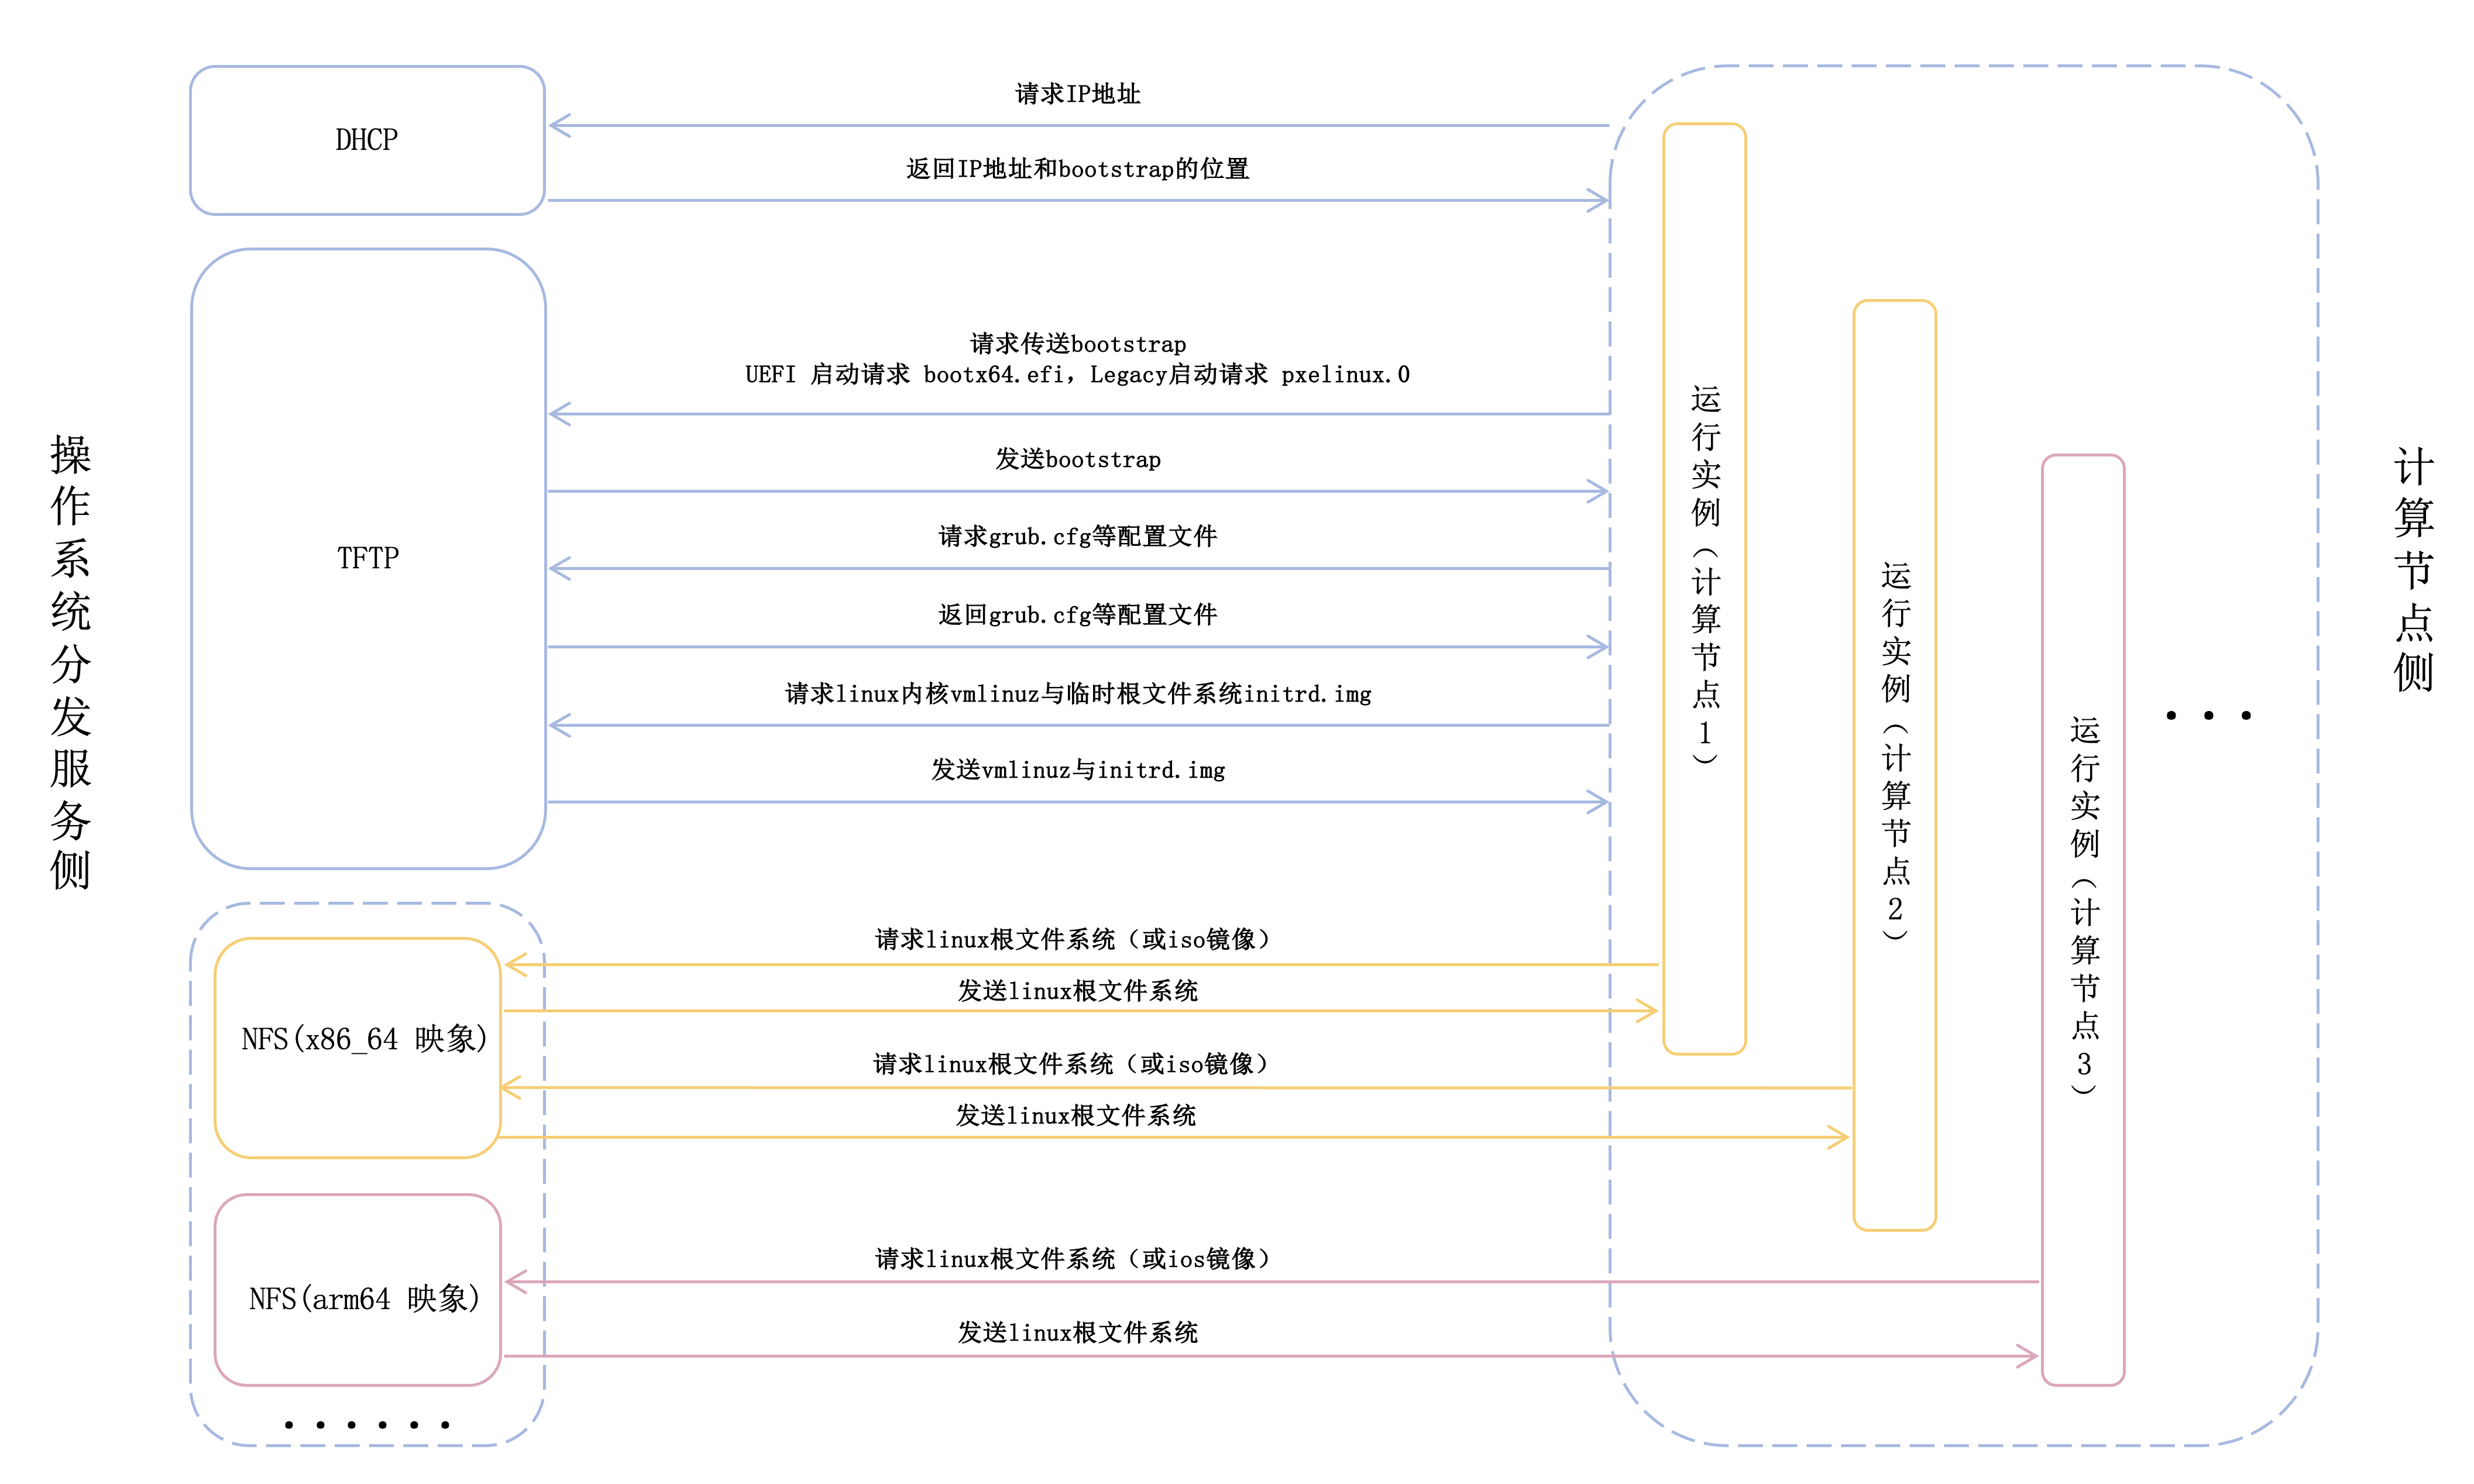 操作系统分发服务侧
DHCP
请求IP地址
返回IP地址和bootstrap的位置
TFTP
请求传送bootstrap
UEFI 启动请求 bootx64.efi，Legacy启动请求 pxelinux.0
发送bootstrap
请求grub.cfg等配置文件
返回grub.cfg等配置文件
请求linux内核vmlinuz与临时根文件系统initrd.img
发送vmlinuz与initrd.img
NFS(x86_64 映象)
请求linux根文件系统（或iso镜像）
发送linux根文件系统
请求linux根文件系统（或iso镜像）
发送linux根文件系统
NFS(arm64 映象)
请求linux根文件系统（或ios镜像）
发送linux根文件系统
......
运行实例（计算节点1）
运行实例（计算节点2）
运行实例（计算节点3）
...
计算节点侧